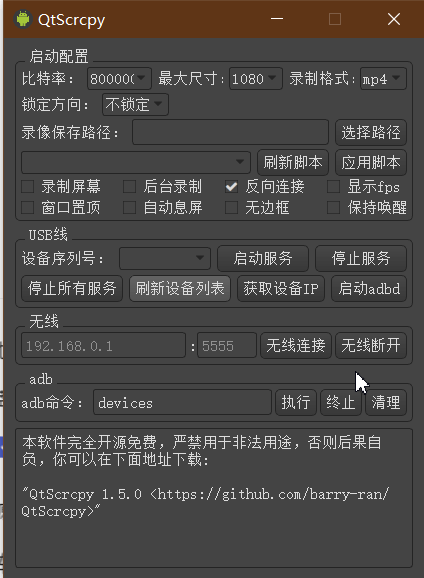 QtScrcpy
启动配置
比特率： 800000 最大尺寸: 1080 录制格式: mp4
锁定方向： 不锁定
录像保存路径： 选择路径
刷新脚本 应用脚本
录制屏幕 后台录制 反向连接 显示fps
窗口置顶 自动息屏 无边框 保持唤醒
USB线
设备序列号： 启动服务 停止服务
停止所有服务 刷新设备列表 获取设备IP 启动adbd
无线
192.168.0.1 : 5555 无线连接 无线断开
adb
adb命令： devices 执行 终止 清理
本软件完全开源免费，严禁用于非法用途，否则后果自
负，你可以在下面地址下载：
"QtScrcpy 1.5.0 <https://github.com/barry-ran/
QtScrcpy>"